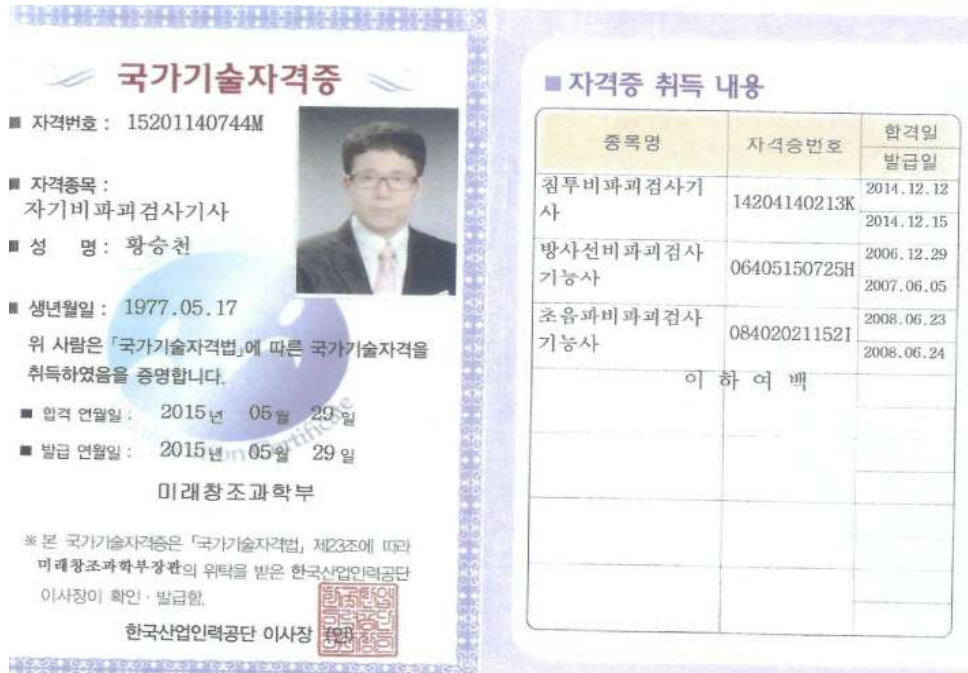 국가기술자격증
■ 자격번호 : 15201140744M
■ 자격종목 :
자기비파괴검사기사
■ 성 명 : 황승천
■ 생년월일 : 1977.05.17
위 사람은 「국가기술자격법」에 따른 국가기술자격을
취득하였음을 증명합니다.
■ 합격 연월일 : 2015년 05월 29일
■ 발급 연월일 : 2015년 05월 29일
미래창조과학부
※ 본 국가기술자격증은 「국가기술자격법」 제23조에 따라
미래창조과학부장관의 위탁을 받은 한국산업인력공단
이사장이 확인·발급함.
한국산업인력공단 이사장 (인)
■ 자격증 취득 내용
종목명 자격증번호 합격일
발급일
침투비파괴검사기 14204140213K 2014.12.12
사 2014.12.15
방사선비파괴검사 06405150725H 2006.12.29
기능사 2007.06.05
초음파비파괴검사 08402021152I 2008.06.23
기능사 2008.06.24
이 하 여 백